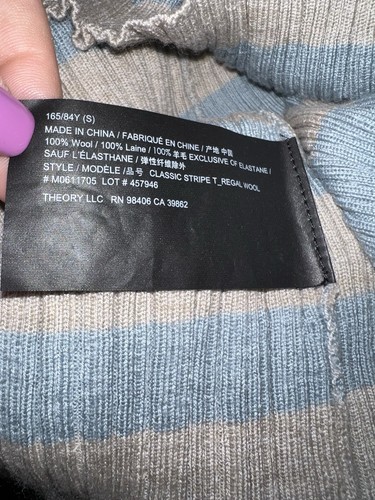 165/84Y (S)
MADE IN CHINA / FABRIQUÉ EN CHINE / 产地 中国
100% Wool / 100% Laine / 100% 羊毛 EXCLUSIVE OF ELASTANE /
SAUF L'ÉLASTHANE / 弹性纤维除外
STYLE / MODÈLE / 品号 CLASSIC STRIPE T_REGAL WOOL
# M0611705 LOT # 457946
THEORY LLC RN 98406 CA 39862